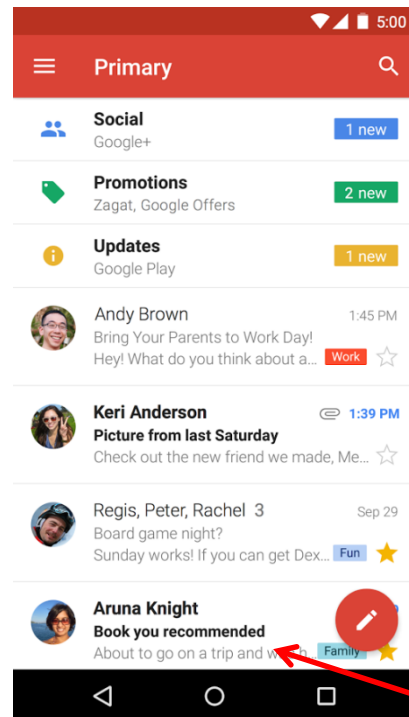 5:00
Primary
Social
1 new
Google+
Promotions
2 new
Zagat, Google Offers
Updates
1 new
Google Play
Andy Brown 1:45 PM
Bring Your Parents to Work Day!
Hey! What do you think about a... Work
Keri Anderson 1:39 PM
Picture from last Saturday
Check out the new friend we made, Me...
Regis, Peter, Rachel 3 Sep 29
Board game night?
Sunday works! If you can get Dex... Fun
Aruna Knight
Book you recommended
About to go on a trip and Family